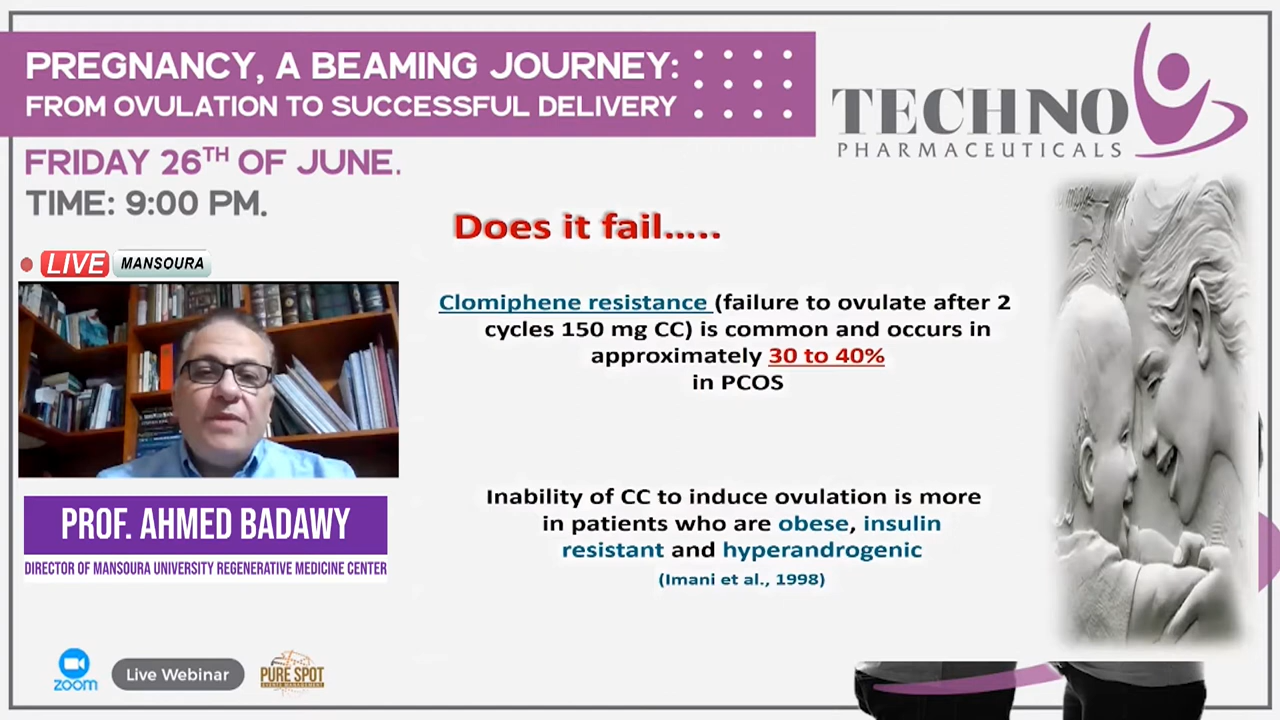 PREGNANCY, A BEAMING JOURNEY:
FROM OVULATION TO SUCCESSFUL DELIVERY
TECHNO
PHARMACEUTICALS
FRIDAY 26TH OF JUNE.
TIME: 9:00 PM.
Does it fail.....
LIVE MANSOURA
Clomiphene resistance (failure to ovulate after 2
cycles 150 mg CC) is common and occurs in
approximately 30 to 40%
in PCOS
Inability of CC to induce ovulation is more
in patients who are obese, insulin
resistant and hyperandrogenic
(Imani et al., 1998)
PROF. AHMED BADAWY
DIRECTOR OF MANSOURA UNIVERSITY REGENERATIVE MEDICINE CENTER
zoom
Live Webinar
PURE SPOT